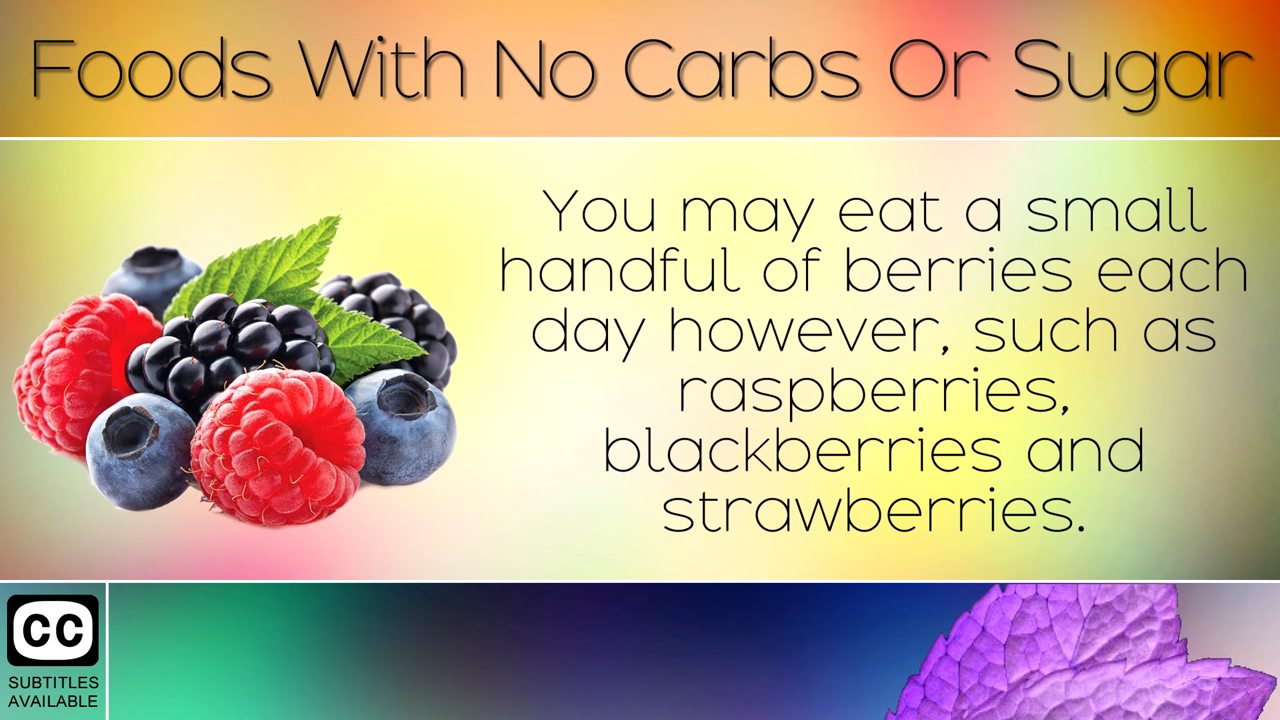 Foods With No Carbs Or Sugar
You may eat a small
handful of berries each
day however, such as
raspberries,
blackberries and
strawberries.
CC
SUBTITLES
AVAILABLE